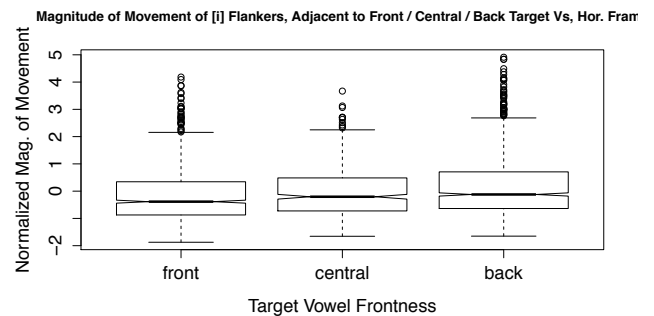 Magnitude of Movement of [i] Flankers, Adjacent to Front / Central / Back Target Vs, Hor. Fram
Normalized Mag. of Movement
5
4
3
2
1
0
−2
front central back
Target Vowel Frontness